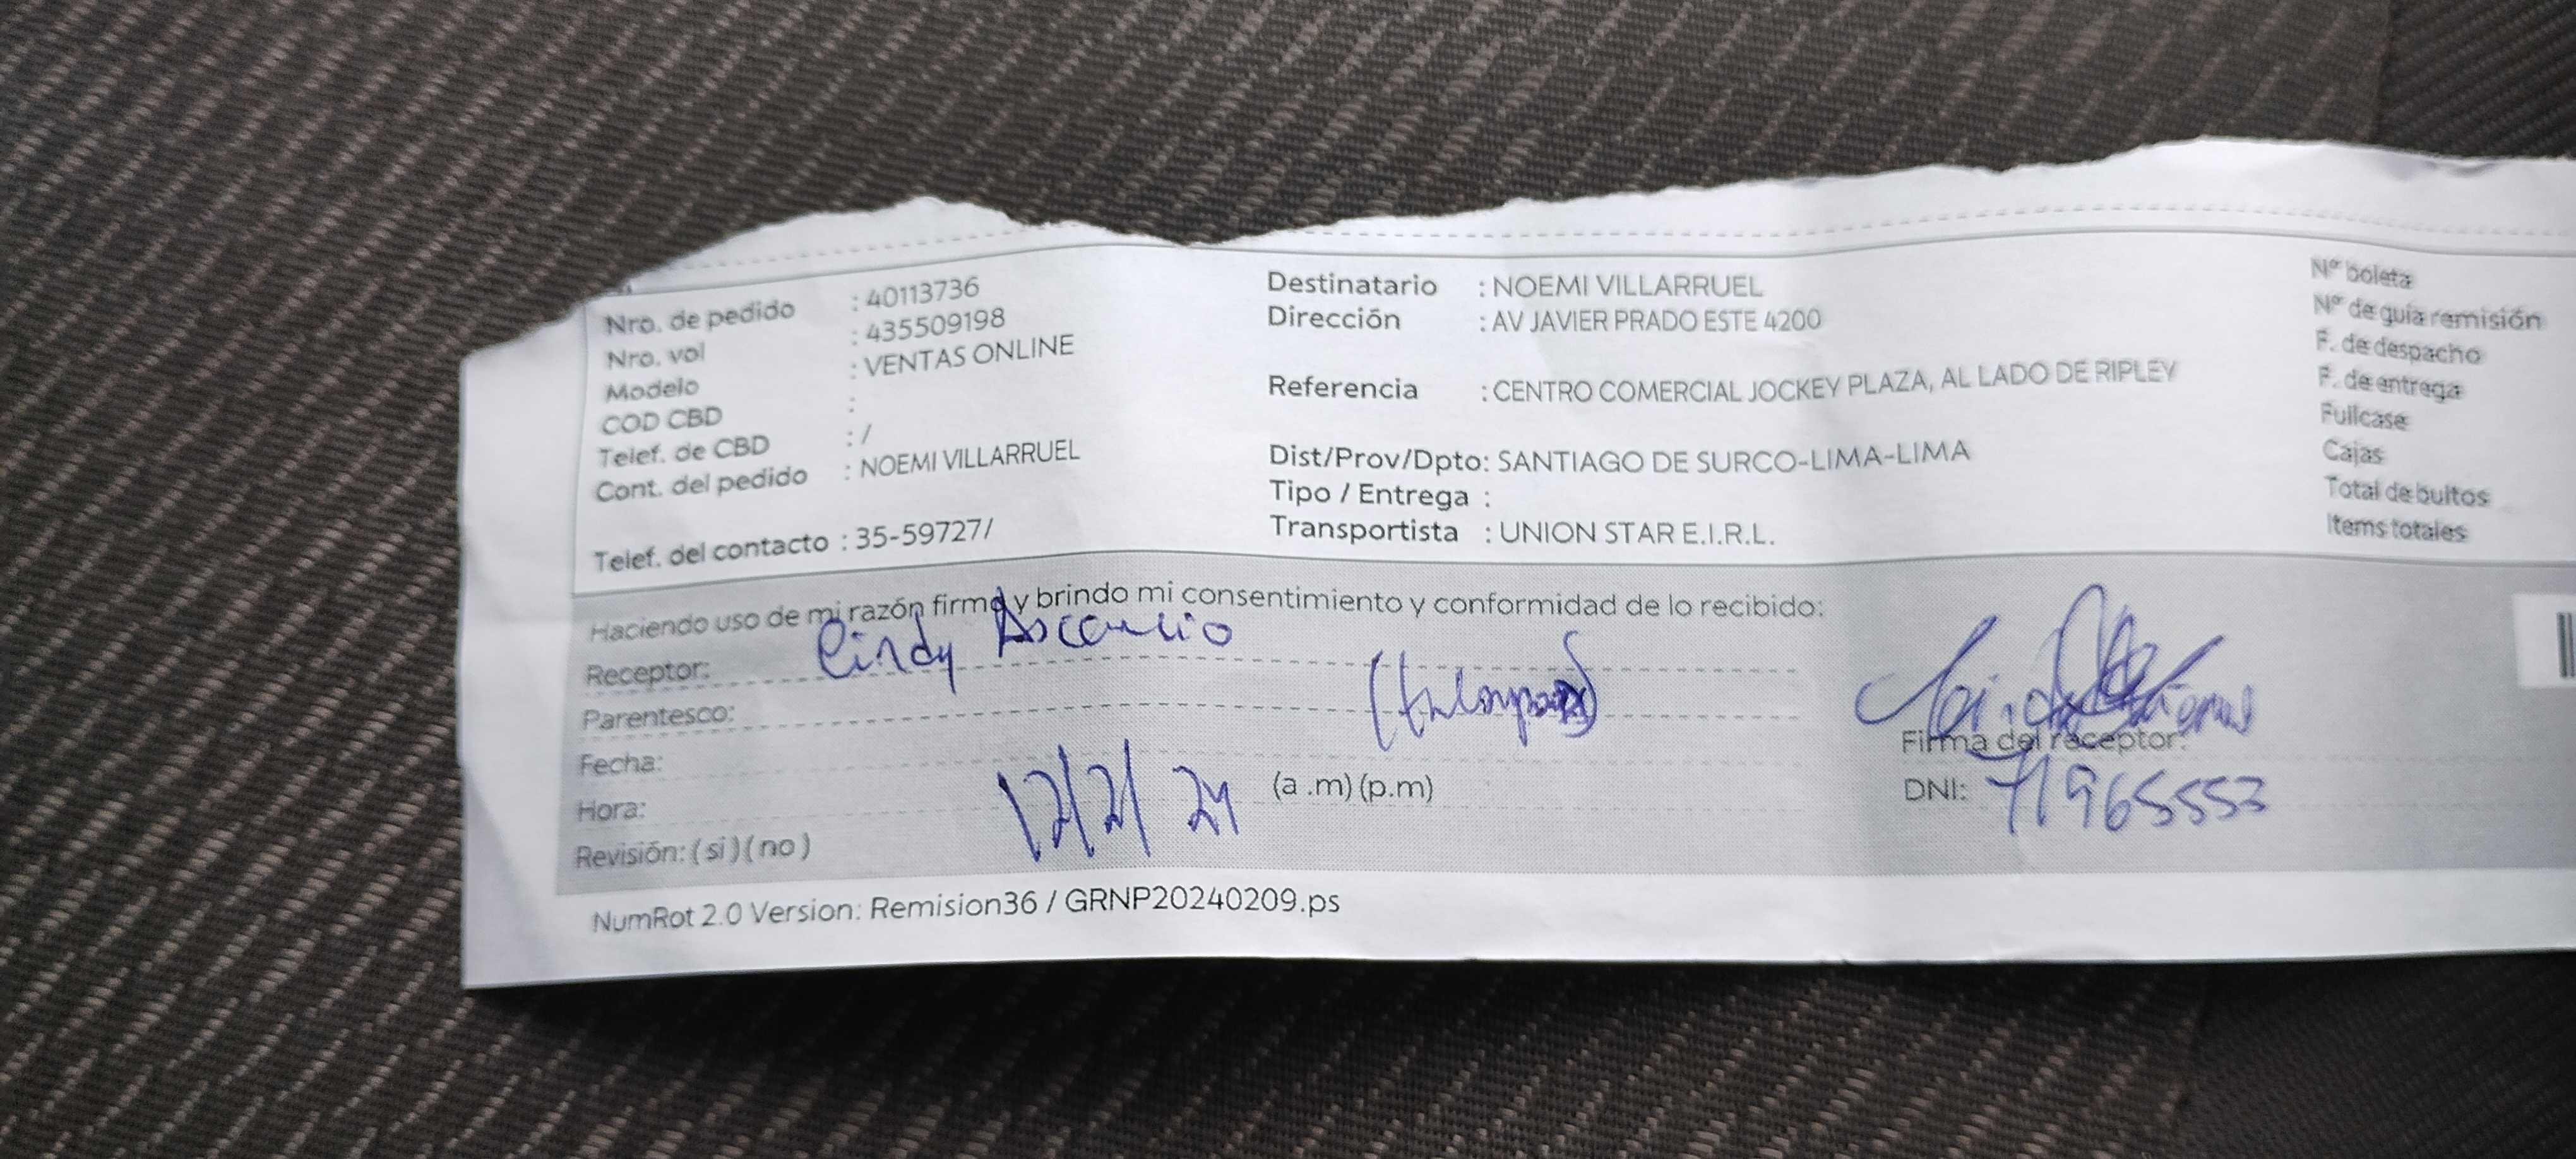 Nro. de pedido : 40113736
Nro. vol : 435509198
Modelo : VENTAS ONLINE
COD CBD :
Telef. de CBD : /
Cont. del pedido : NOEMI VILLARRUEL
Telef. del contacto : 35-59727/
Destinatario : NOEMI VILLARRUEL
Dirección : AV JAVIER PRADO ESTE 4200
Referencia : CENTRO COMERCIAL JOCKEY PLAZA, AL LADO DE RIPLEY
Dist/Prov/Dpto: SANTIAGO DE SURCO-LIMA-LIMA
Tipo / Entrega :
Transportista : UNION STAR E.I.R.L.
Nº boleta
Nº de guia remisión
F. de despacho
F. de entrega
Fullcase
Cajas
Total de bultos
Items totales
Haciendo uso de mi razón firmo y brindo mi consentimiento y conformidad de lo recibido:
Receptor: Cindy Ascencio
Parentesco:
Fecha:
Hora: 12/2/24 (a .m) (p.m)
Revisión: ( si ) ( no )
Firma del receptor:
DNI: 71965553
NumRot 2.0 Version: Remision36 / GRNP20240209.ps